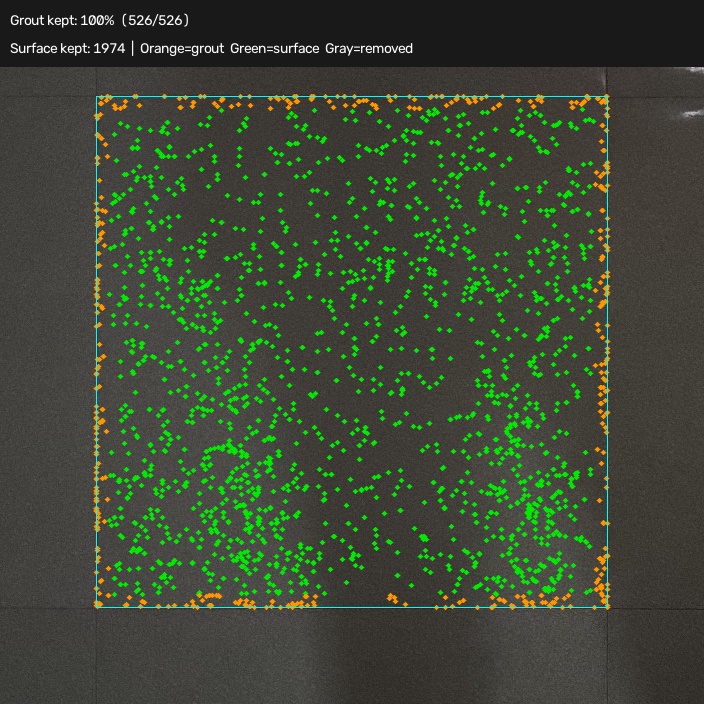 Grout kept: 100%  (526/526)
Surface kept: 1974 | Orange=grout  Green=surface  Gray=removed